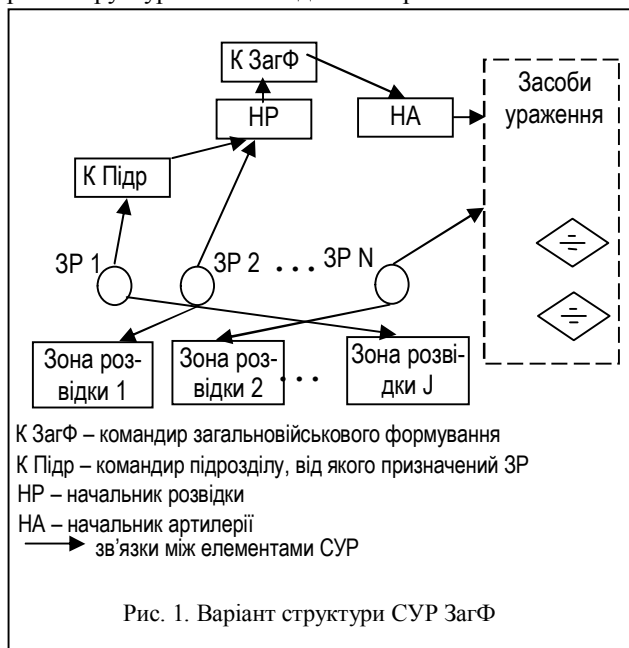 К ЗагФ
НР
НА
Засоби
ураження
К Підр
ЗР 1
ЗР 2
. . .
ЗР N
Зона роз-
відки 1
Зона роз-
відки 2
. . .
Зона розві-
дки J
К ЗагФ – командир загальновійськового формування
К Підр – командир підрозділу, від якого призначений ЗР
НР – начальник розвідки
НА – начальник артилерії
зв'язки між елементами СУР
Рис. 1. Варіант структури СУР ЗагФ